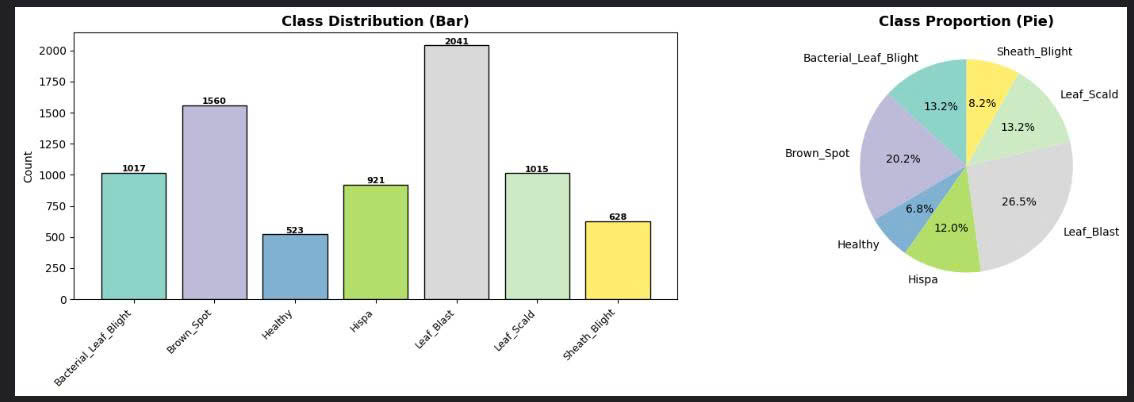 Class Distribution (Bar)
Count
2000
1750
1500
1250
1000
750
500
250
0
1017
1560
523
921
2041
1015
628
Bacterial_Leaf_Blight
Brown_Spot
Healthy
Hispa
Leaf_Blast
Leaf_Scald
Sheath_Blight
Class Proportion (Pie)
Bacterial_Leaf_Blight
13.2%
Brown_Spot
20.2%
Healthy
6.8%
Hispa
12.0%
Leaf_Blast
26.5%
Leaf_Scald
13.2%
Sheath_Blight
8.2%